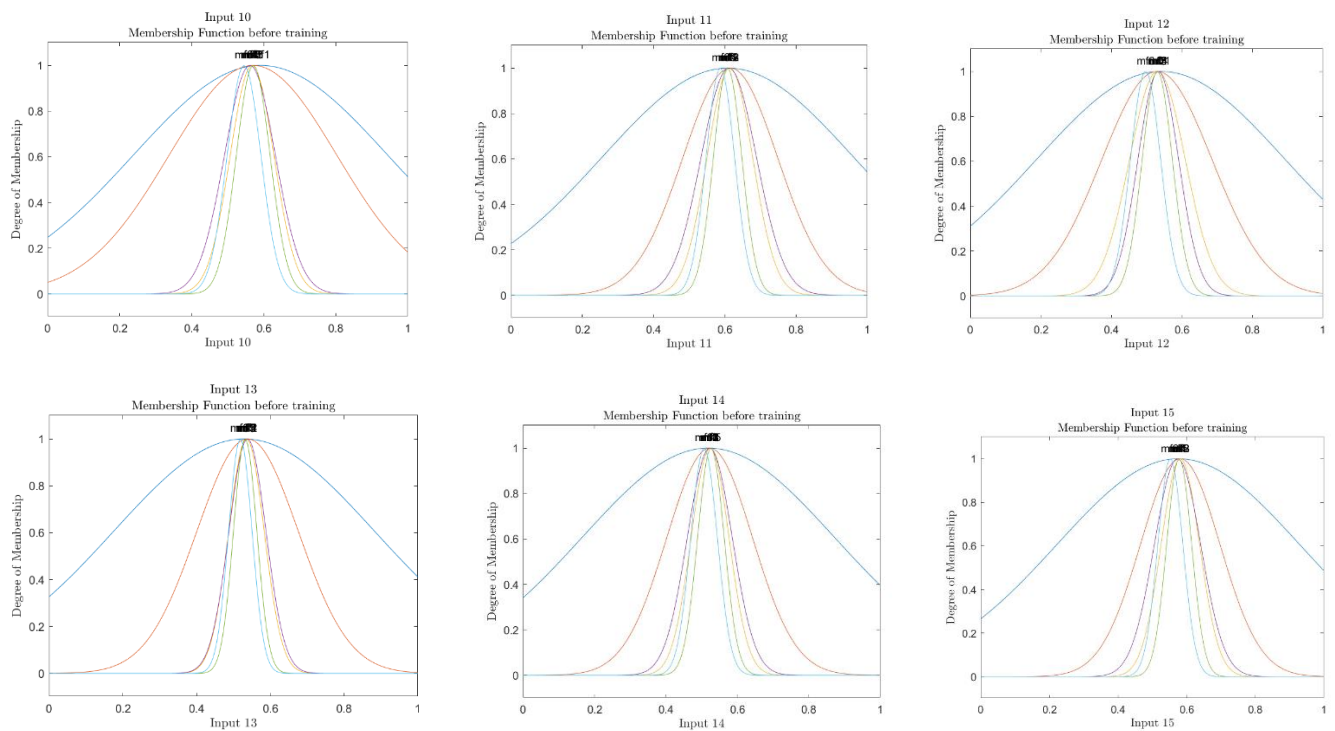 Input 10
Membership Function before training
1
0.8
0.6
0.4
0.2
0
Degree of Membership
0 0.2 0.4 0.6 0.8 1
Input 10
Input 11
Membership Function before training
1
0.8
0.6
0.4
0.2
0
Degree of Membership
0 0.2 0.4 0.6 0.8 1
Input 11
Input 12
Membership Function before training
1
0.8
0.6
0.4
0.2
0
Degree of Membership
0 0.2 0.4 0.6 0.8 1
Input 12
Input 13
Membership Function before training
1
0.8
0.6
0.4
0.2
0
Degree of Membership
0 0.2 0.4 0.6 0.8 1
Input 13
Input 14
Membership Function before training
1
0.8
0.6
0.4
0.2
0
Degree of Membership
0 0.2 0.4 0.6 0.8 1
Input 14
Input 15
Membership Function before training
1
0.8
0.6
0.4
0.2
0
Degree of Membership
0 0.2 0.4 0.6 0.8 1
Input 15